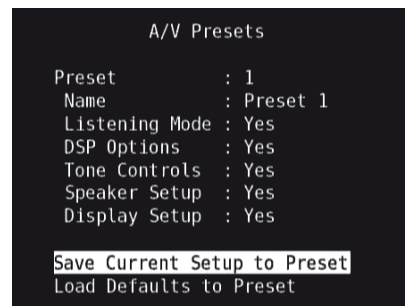 A/V Presets
Preset : 1
Name : Preset 1
Listening Mode : Yes
DSP Options : Yes
Tone Controls : Yes
Speaker Setup : Yes
Display Setup : Yes
Save Current Setup to Preset
Load Defaults to Preset